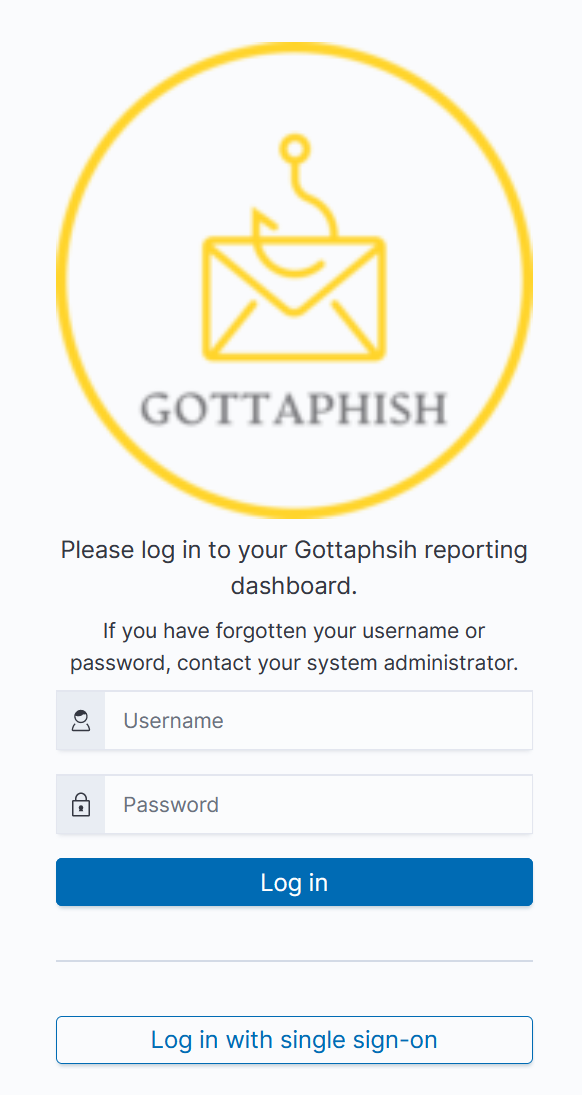 GOTTAPHISH
Please log in to your Gottaphsih reporting
dashboard.
If you have forgotten your username or
password, contact your system administrator.
Username
Password
Log in
Log in with single sign-on